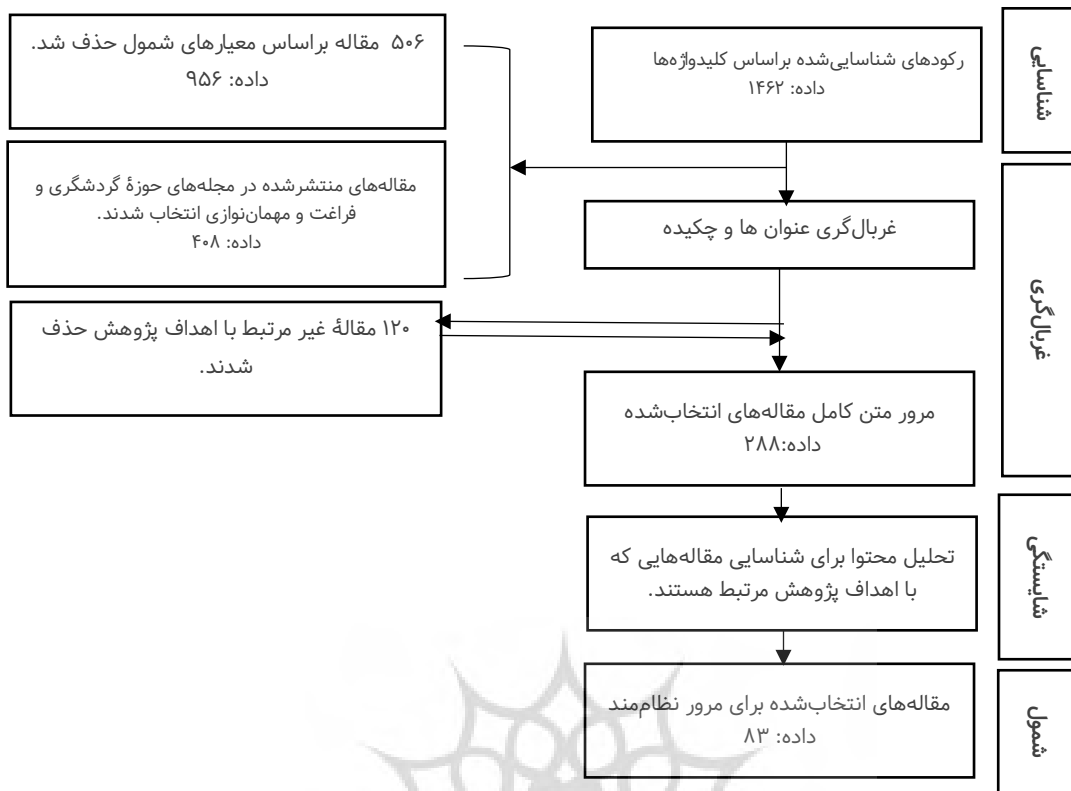 شناسایی
رکودهای شناسایی‌شده براساس کلیدواژه‌ها
داده: ۱۴۶۲
۵۰۶ مقاله براساس معیارهای شمول حذف شد.
داده: ۹۵۶
مقاله‌های منتشرشده در مجله‌های حوزهٔ گردشگری و
فراغت و مهمان‌نوازی انتخاب شدند.
داده: ۴۰۸
غربال‌گری
غربال‌گری عنوان ها و چکیده
۱۲۰ مقالهٔ غیر مرتبط با اهداف پژوهش حذف
شدند.
مرور متن کامل مقاله‌های انتخاب‌شده
داده:۲۸۸
شایستگی
تحلیل محتوا برای شناسایی مقاله‌هایی که
با اهداف پژوهش مرتبط هستند.
شمول
مقاله‌های انتخاب‌شده برای مرور نظام‌مند
داده: ۸۳